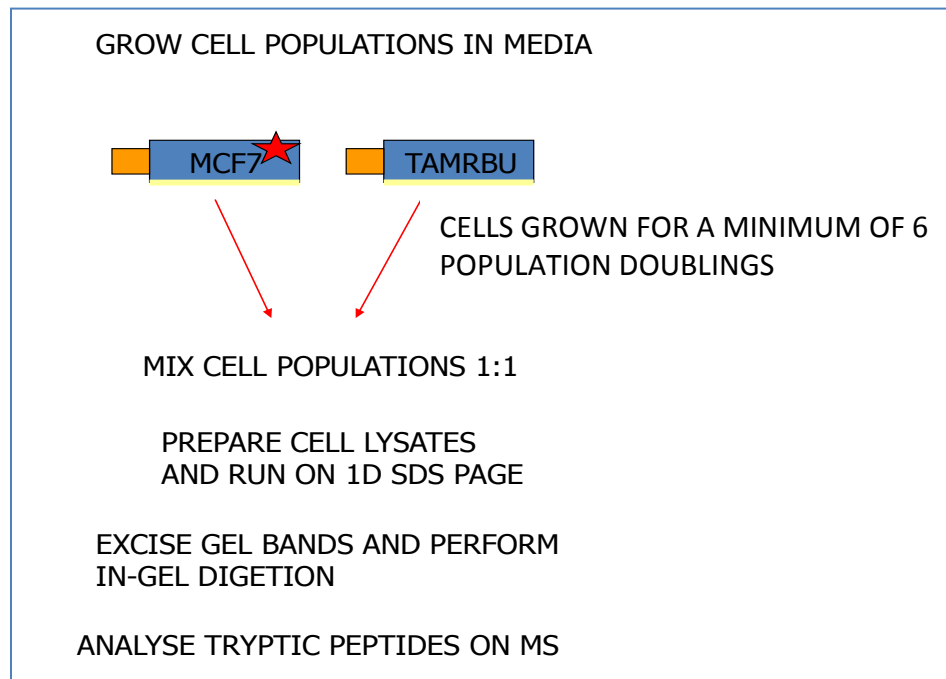 GROW CELL POPULATIONS IN MEDIA
MCF7
TAMRBU
CELLS GROWN FOR A MINIMUM OF 6
POPULATION DOUBLINGS
MIX CELL POPULATIONS 1:1
PREPARE CELL LYSATES
AND RUN ON 1D SDS PAGE
EXCISE GEL BANDS AND PERFORM
IN-GEL DIGETION
ANALYSE TRYPTIC PEPTIDES ON MS